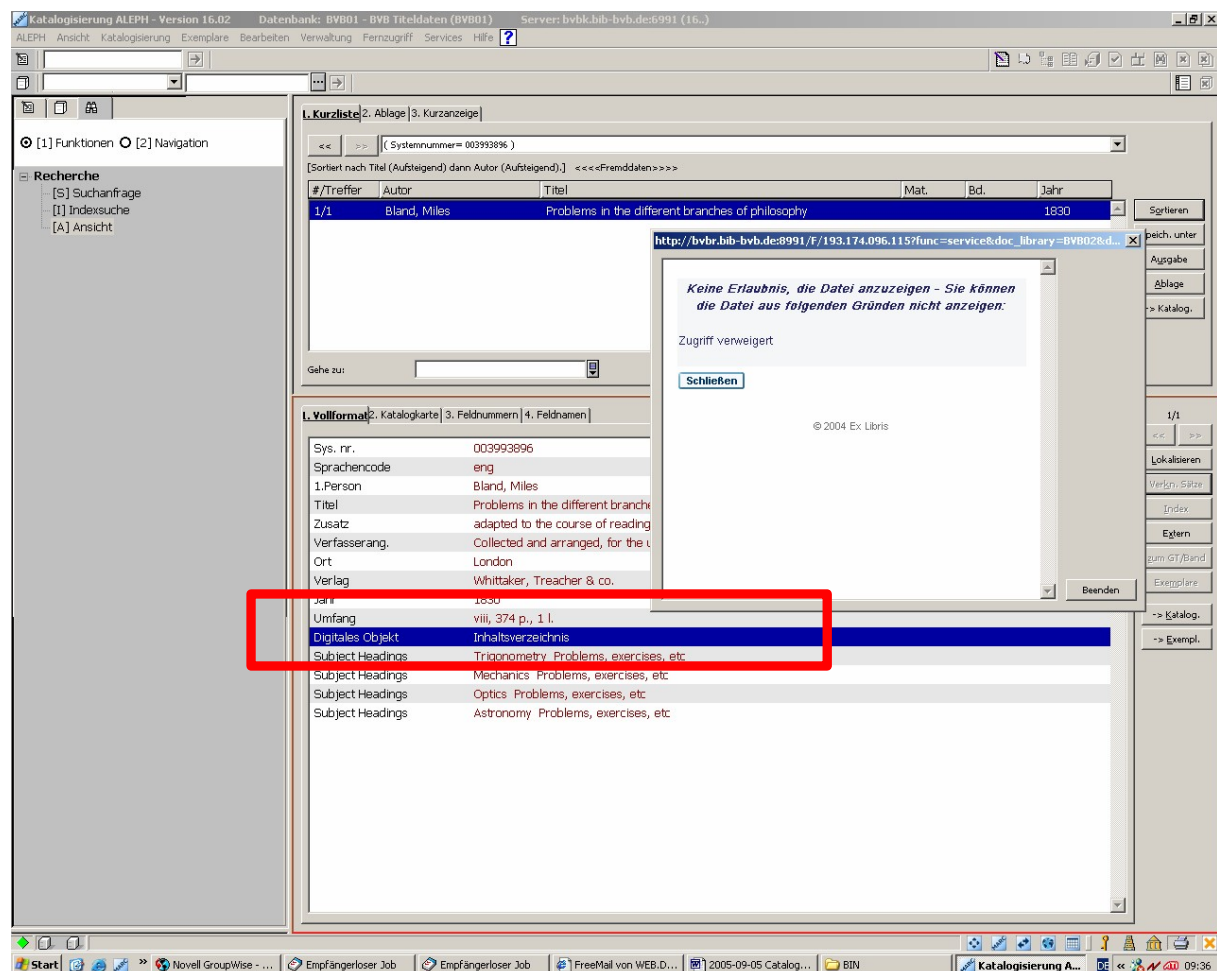 Katalogisierung ALEPH - Version 16.02 Datenbank: BVB01 - BVB Titeldaten (BVB01) Server: bvbk.bib-bvb.de:6991 (16..)
ALEPH Ansicht Katalogisierung Exemplare Bearbeiten Verwaltung Fernzugriff Services Hilfe ?
1. Kurzliste 2. Ablage 3. Kurzanzeige
[1] Funktionen [2] Navigation
<< >> ( Systemnummer= 003993896 )
[Sortiert nach Titel (Aufsteigend) dann Autor (Aufsteigend).] <<<<Fremddaten>>>>
Recherche
[S] Suchanfrage
[I] Indexsuche
[A] Ansicht
#/Treffer Autor Titel Mat. Bd. Jahr
1/1 Bland, Miles Problems in the different branches of philosophy 1830
Sortieren
peich. unter
Ausgabe
Ablage
-> Katalog.
Gehe zu:
http://bvbr.bib-bvb.de:8991/F/193.174.096.115?func=service&doc_library=BVB02&d...
Keine Erlaubnis, die Datei anzuzeigen - Sie können
die Datei aus folgenden Gründen nicht anzeigen:
Zugriff verweigert
Schließen
© 2004 Ex Libris
Beenden
1. Vollformat 2. Katalogkarte 3. Feldnummern 4. Feldnamen
Sys. nr. 003993896
Sprachencode eng
1.Person Bland, Miles
Titel Problems in the different branche
Zusatz adapted to the course of reading
Verfasserang. Collected and arranged, for the u
Ort London
Verlag Whittaker, Treacher & co.
Jahr 1830
Umfang viii, 374 p., 1 l.
Digitales Objekt Inhaltsverzeichnis
Subject Headings Trigonometry Problems, exercises, etc
Subject Headings Mechanics Problems, exercises, etc
Subject Headings Optics Problems, exercises, etc
Subject Headings Astronomy Problems, exercises, etc
1/1
<< >>
Lokalisieren
Verkn. Sätze
Index
Extern
zum GT/Band
Exemplare
-> Katalog.
-> Exempl.
Start » Novell GroupWise - ... Empfängerloser Job Empfängerloser Job FreeMail von WEB.D... 2005-09-05 Catalog... BIN Katalogisierung A... DE « 09:36